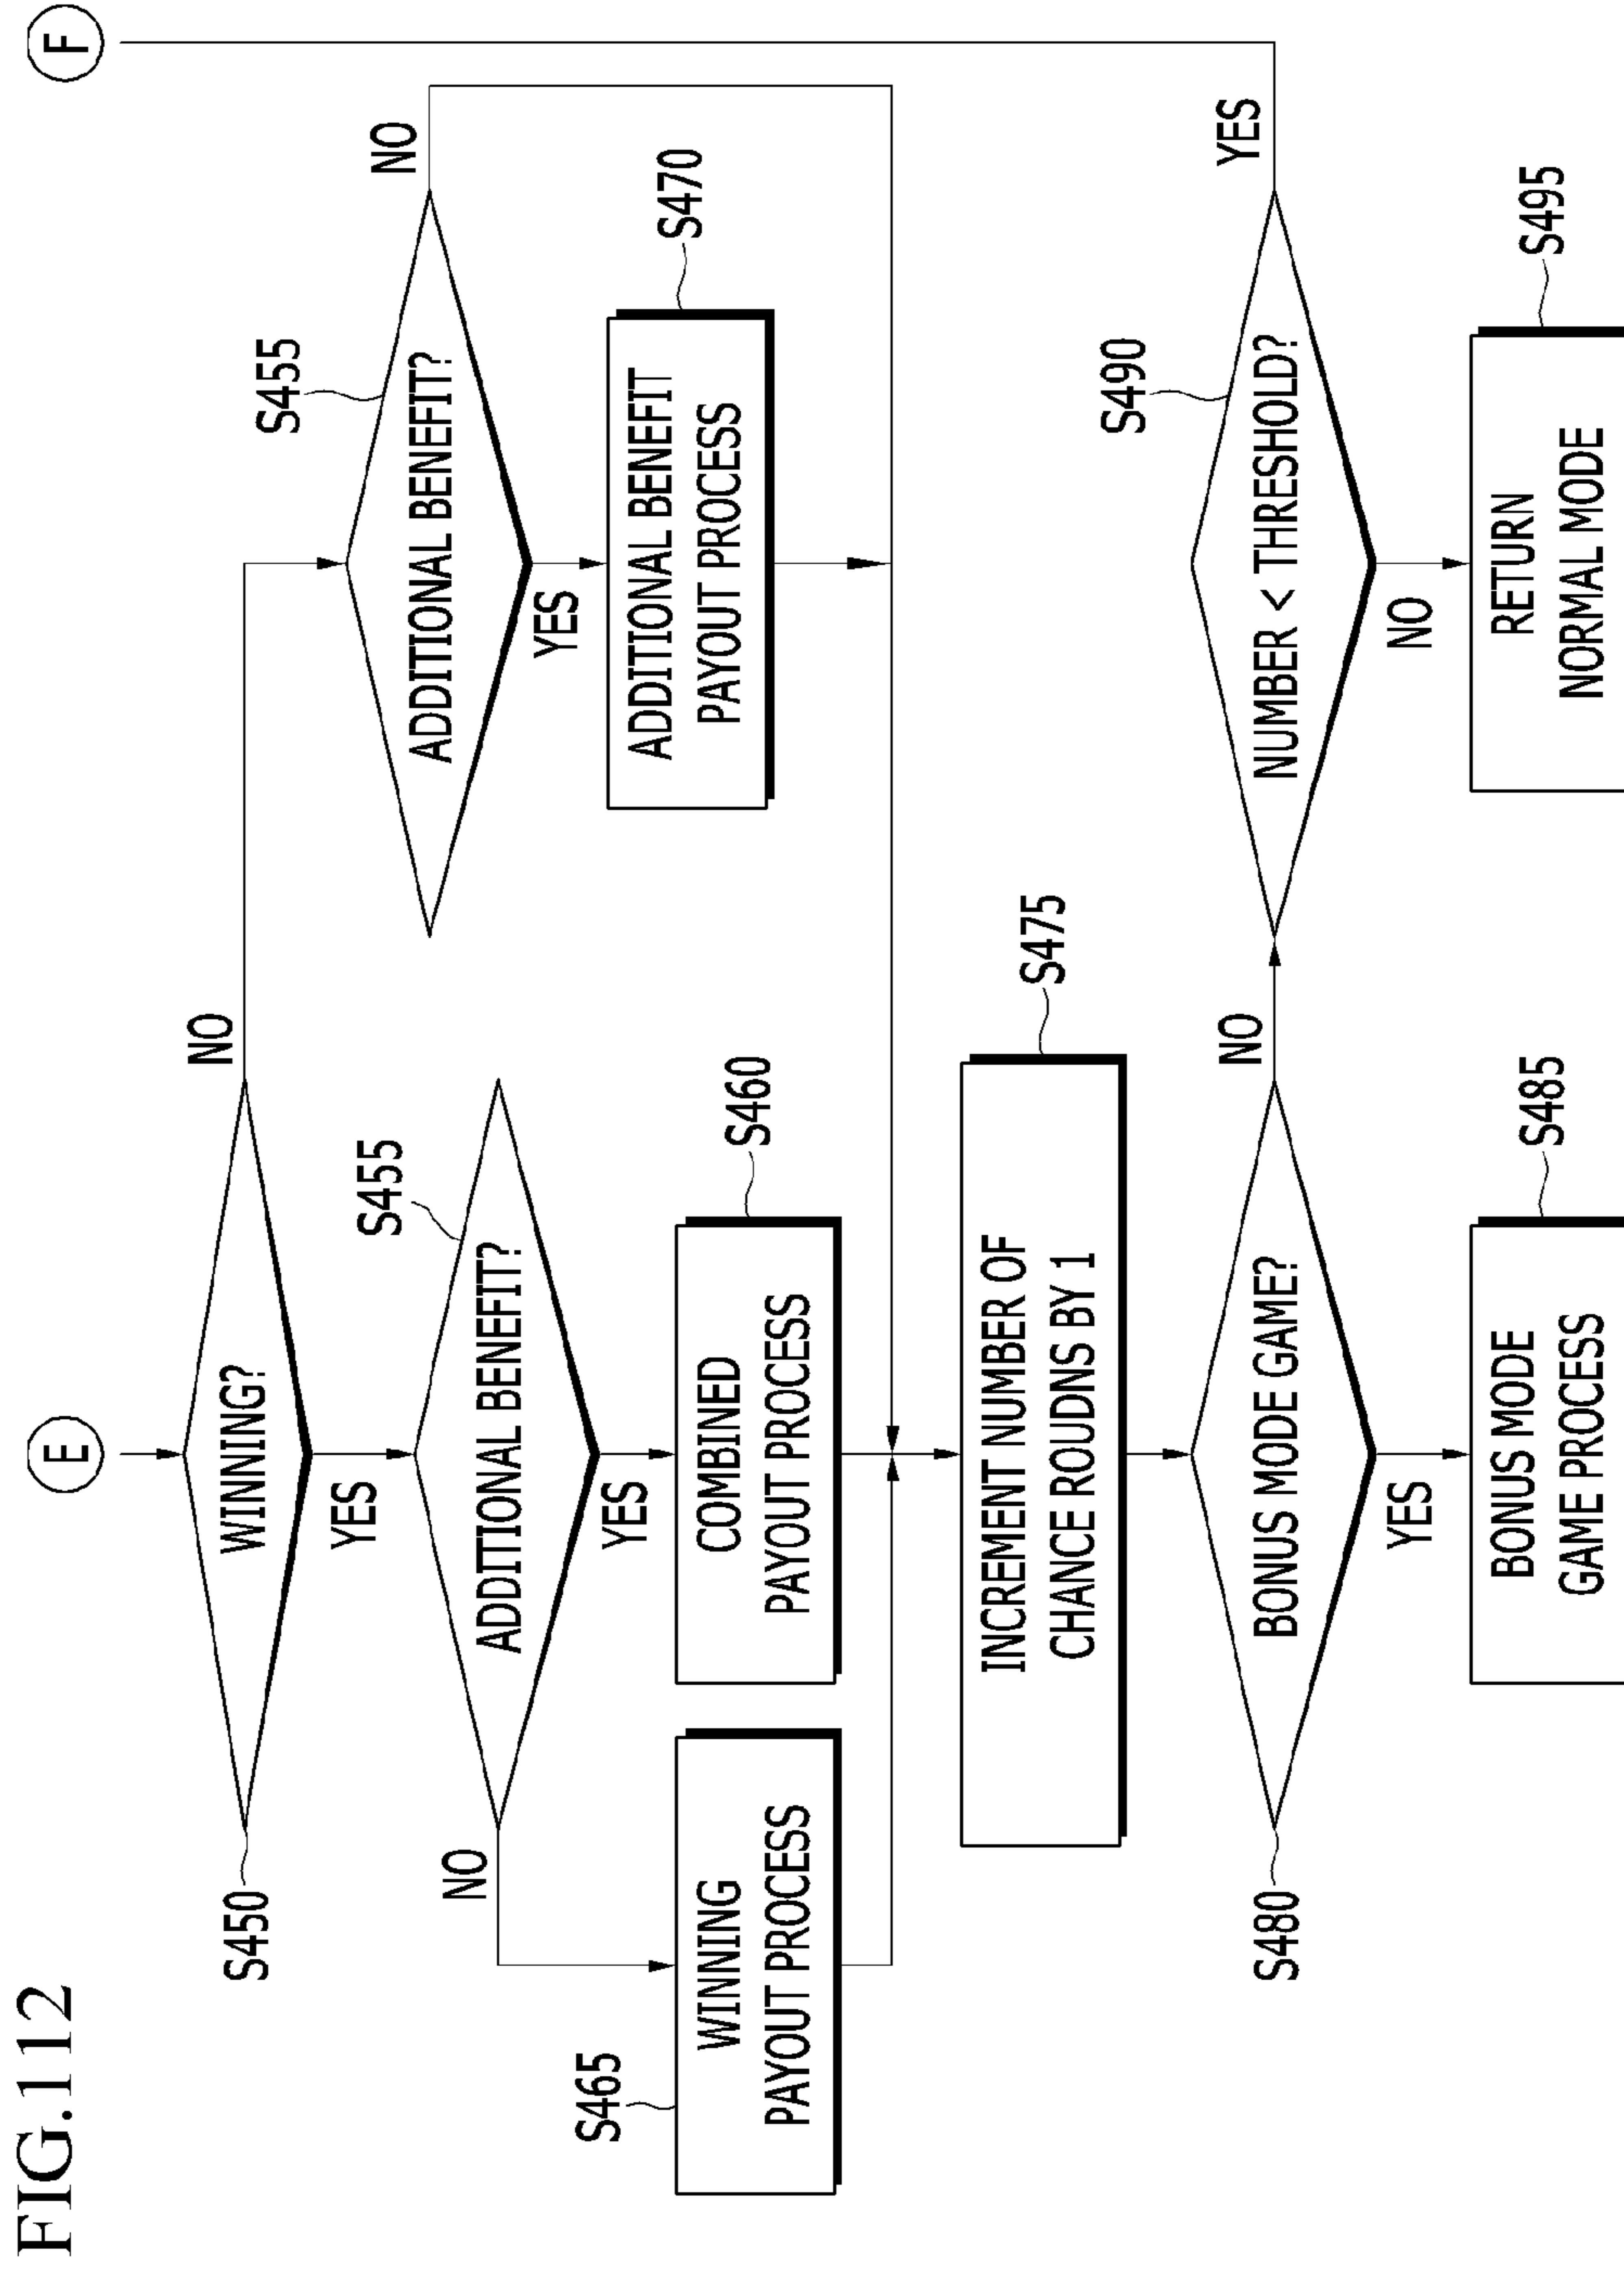 FIG.112
E
F
S450
WINNING?
NO
YES
S455
ADDITIONAL BENEFIT?
NO
YES
S455
ADDITIONAL BENEFIT?
NO
YES
S465
WINNING
PAYOUT PROCESS
S460
COMBINED
PAYOUT PROCESS
S470
ADDITIONAL BENEFIT
PAYOUT PROCESS
S475
INCREMENT NUMBER OF
CHANCE ROUDNS BY 1
S480
BONUS MODE GAME?
NO
YES
S490
NUMBER < THRESHOLD?
YES
NO
S485
BONUS MODE
GAME PROCESS
S495
RETURN
NORMAL MODE